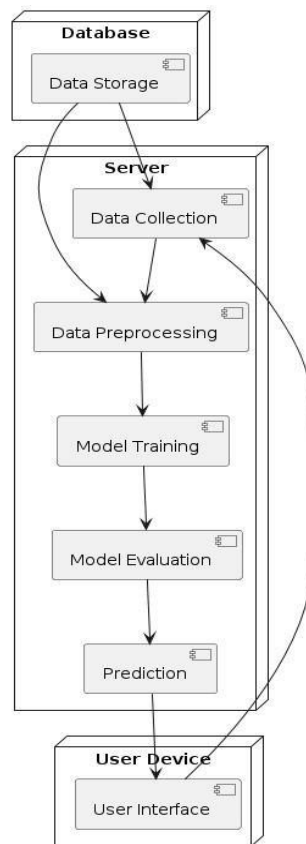 Database
Data Storage
Server
Data Collection
Data Preprocessing
Model Training
Model Evaluation
Prediction
User Device
User Interface